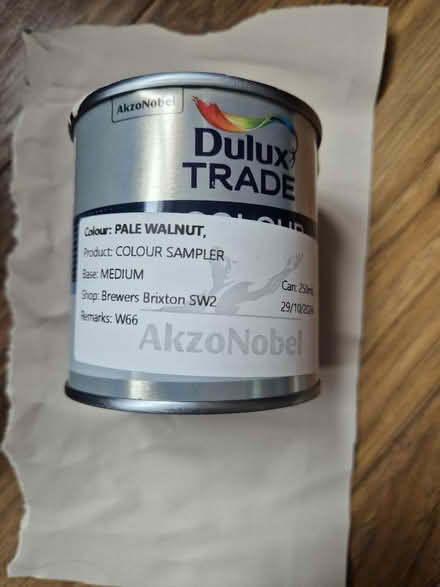 AkzoNobel
Dulux
TRADE
COLOUR
Colour: PALE WALNUT,
Product: COLOUR SAMPLER
Base: MEDIUM
Can: 250mL
Shop: Brewers Brixton SW2
29/10/2024
Remarks: W66
AkzoNobel